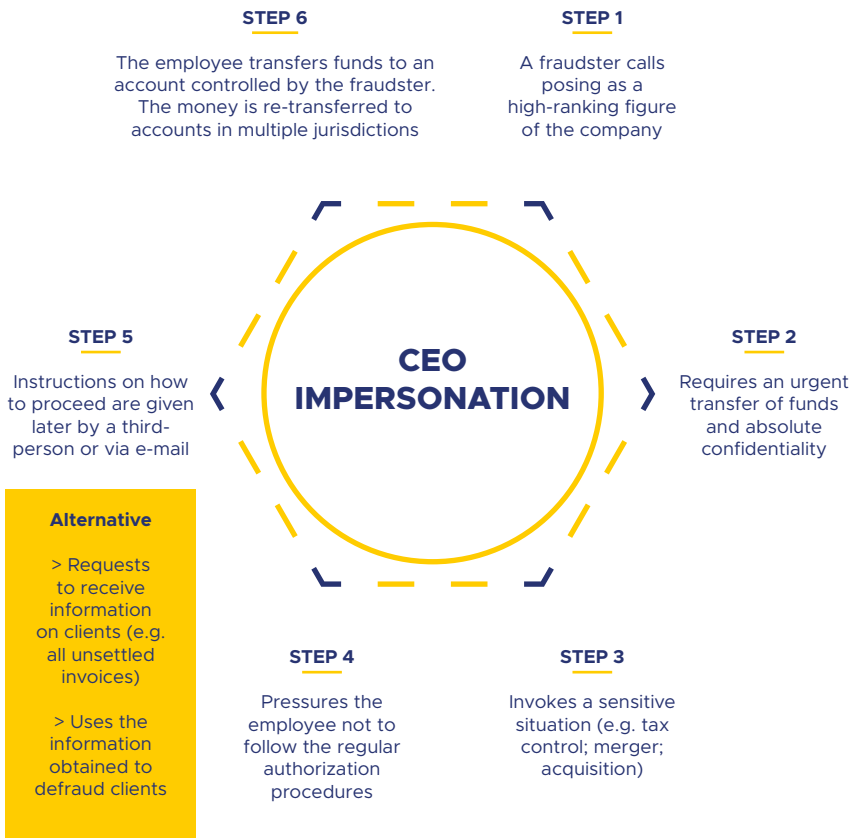 STEP 1
A fraudster calls
posing as a
high-ranking figure
of the company
STEP 2
Requires an urgent
transfer of funds
and absolute
confidentiality
STEP 3
Invokes a sensitive
situation (e.g. tax
control; merger;
acquisition)
STEP 4
Pressures the
employee not to
follow the regular
authorization
procedures
STEP 5
Instructions on how
to proceed are given
later by a third-
person or via e-mail
Alternative
> Requests
to receive
information
on clients (e.g.
all unsettled
invoices)
> Uses the
information
obtained to
defraud clients
STEP 6
The employee transfers funds to an
account controlled by the fraudster.
The money is re-transferred to
accounts in multiple jurisdictions
CEO
IMPERSONATION